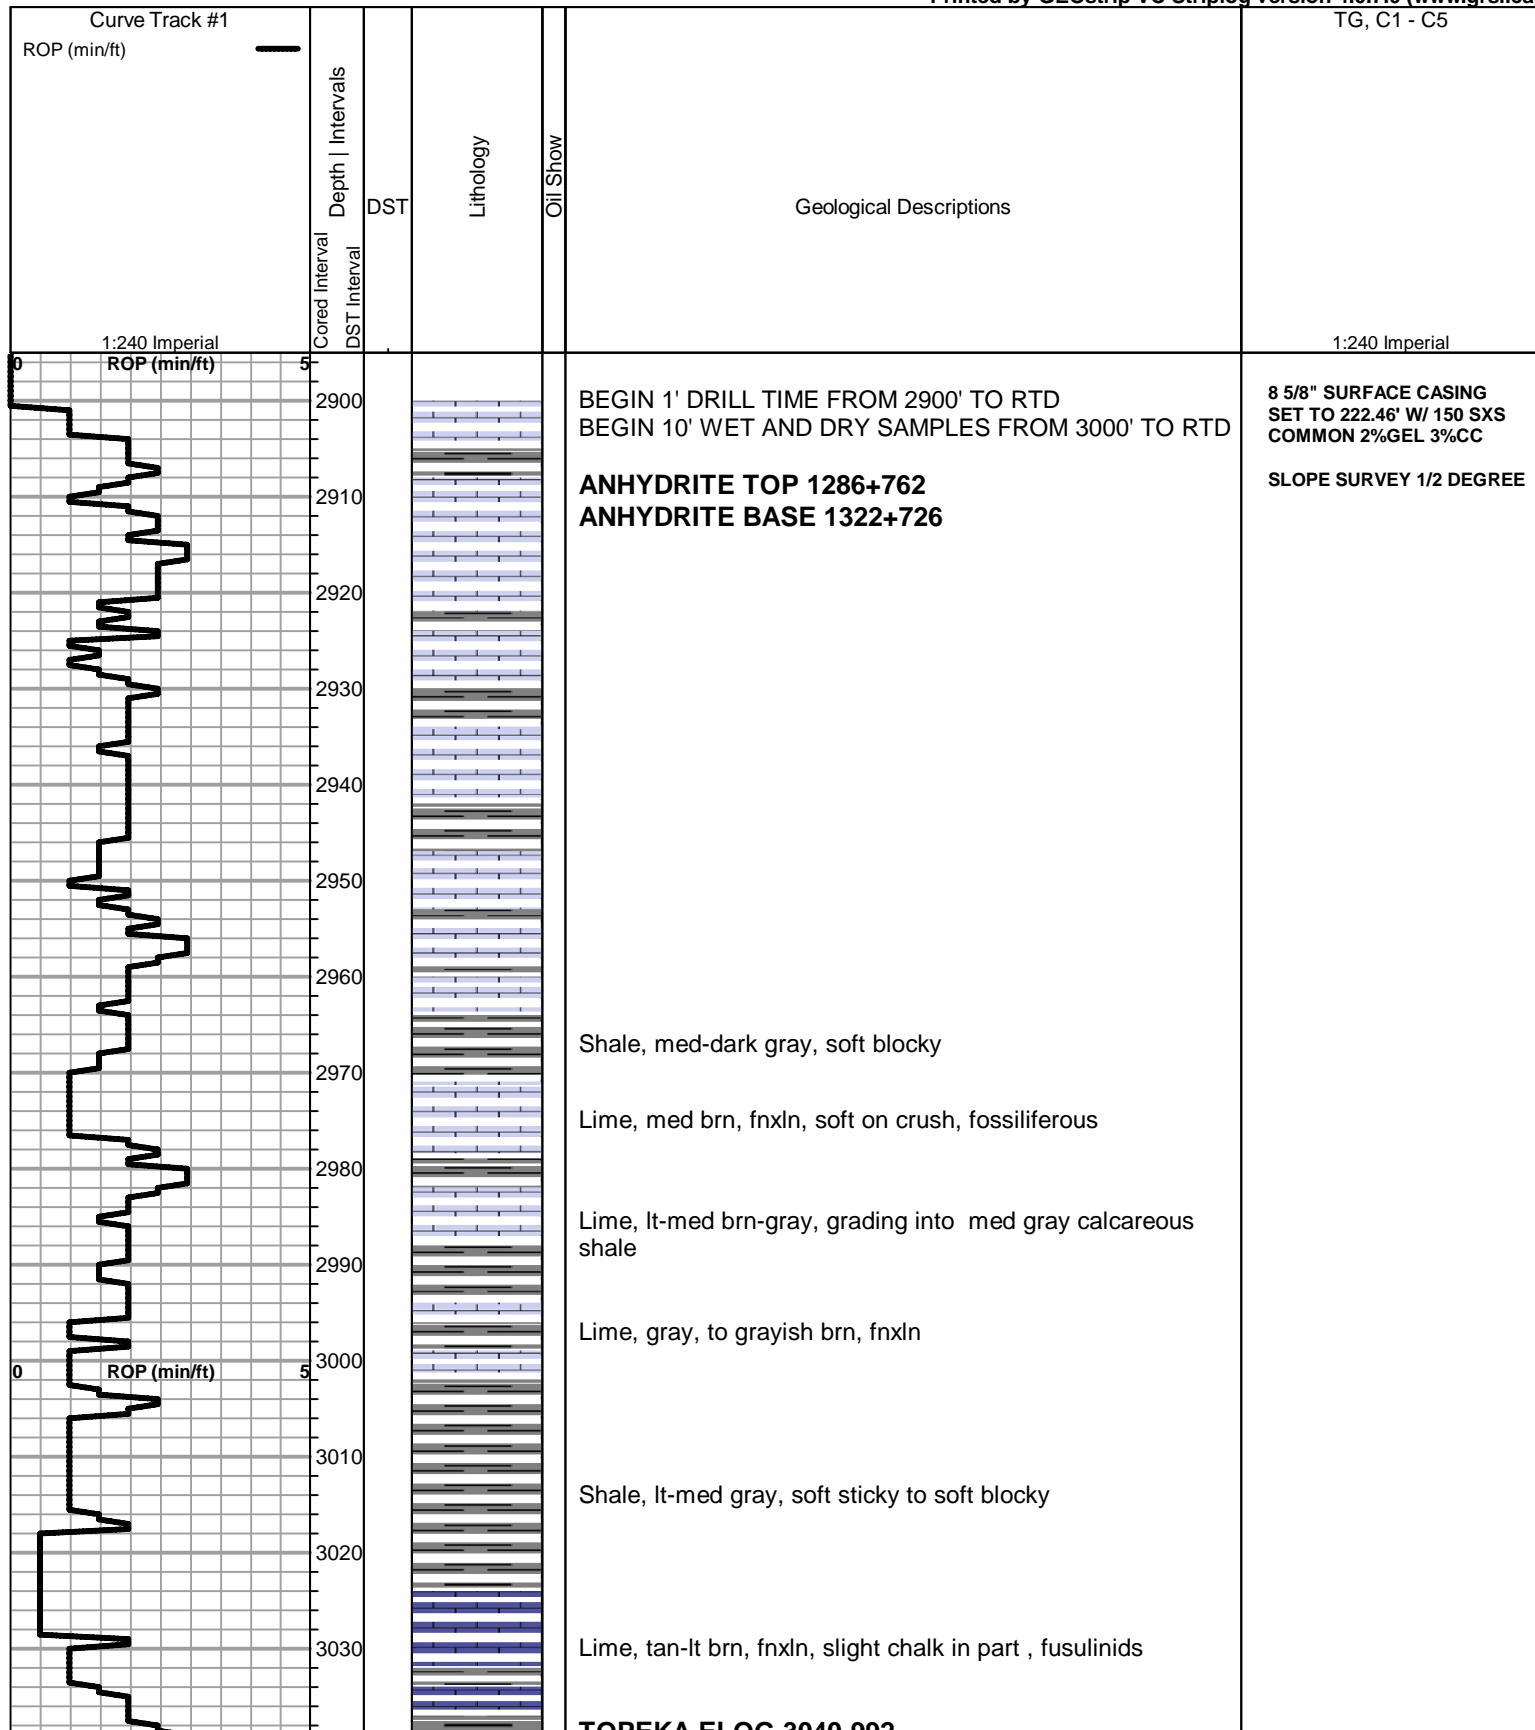 Curve Track #1
ROP (min/ft)
1:240 Imperial
Depth | Intervals
Cored Interval
DST Interval
DST
Lithology
Oil Show
Geological Descriptions
TG, C1 - C5
1:240 Imperial
0 ROP (min/ft) 5
2900
BEGIN 1' DRILL TIME FROM 2900' TO RTD
BEGIN 10' WET AND DRY SAMPLES FROM 3000' TO RTD
8 5/8" SURFACE CASING
SET TO 222.46' W/ 150 SXS
COMMON 2%GEL 3%CC
SLOPE SURVEY 1/2 DEGREE
ANHYDRITE TOP 1286+762
2910
ANHYDRITE BASE 1322+726
2920
2930
2940
2950
2960
Shale, med-dark gray, soft blocky
2970
Lime, med brn, fnxln, soft on crush, fossiliferous
2980
Lime, lt-med brn-gray, grading into med gray calcareous
shale
2990
Lime, gray, to grayish brn, fnxln
3000
0 ROP (min/ft) 5
3010
Shale, lt-med gray, soft sticky to soft blocky
3020
3030
Lime, tan-lt brn, fnxln, slight chalk in part , fusulinids